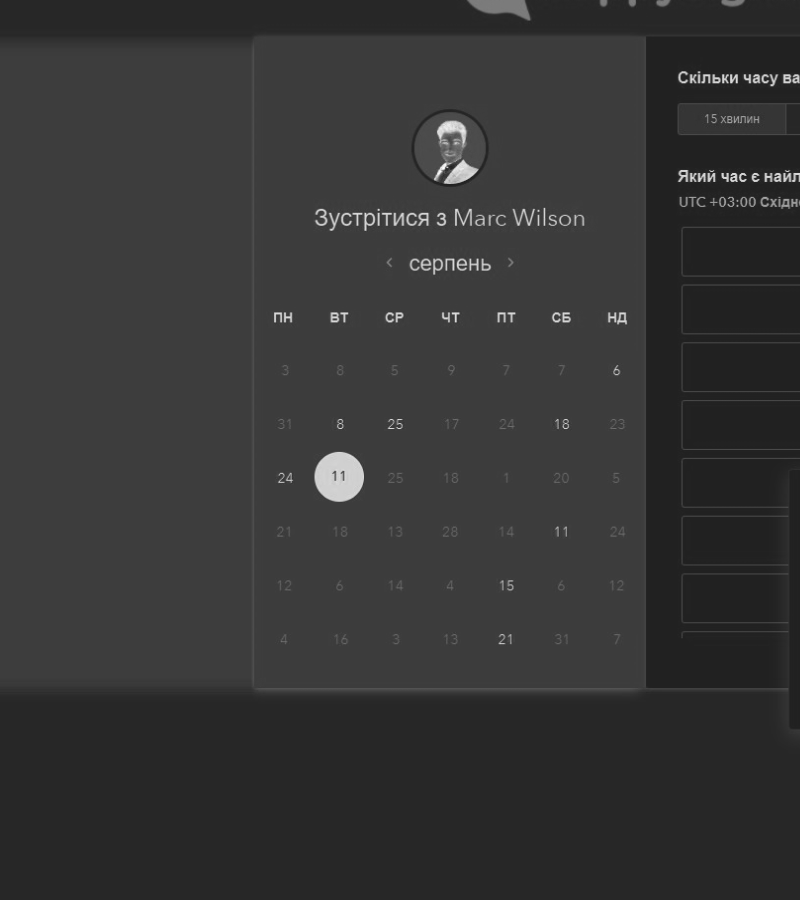 Скільки часу ва
15 хвилин
Зустрітися з Marc Wilson
серпень
Який час є найл
UTC +03:00 Східн
ПН ВТ СР ЧТ ПТ СБ НД
3 8 5 9 7 7 6
31 8 25 17 24 18 23
24 11 25 18 1 20 5
21 18 13 28 14 11 24
12 6 14 4 15 6 12
4 16 3 13 21 31 7